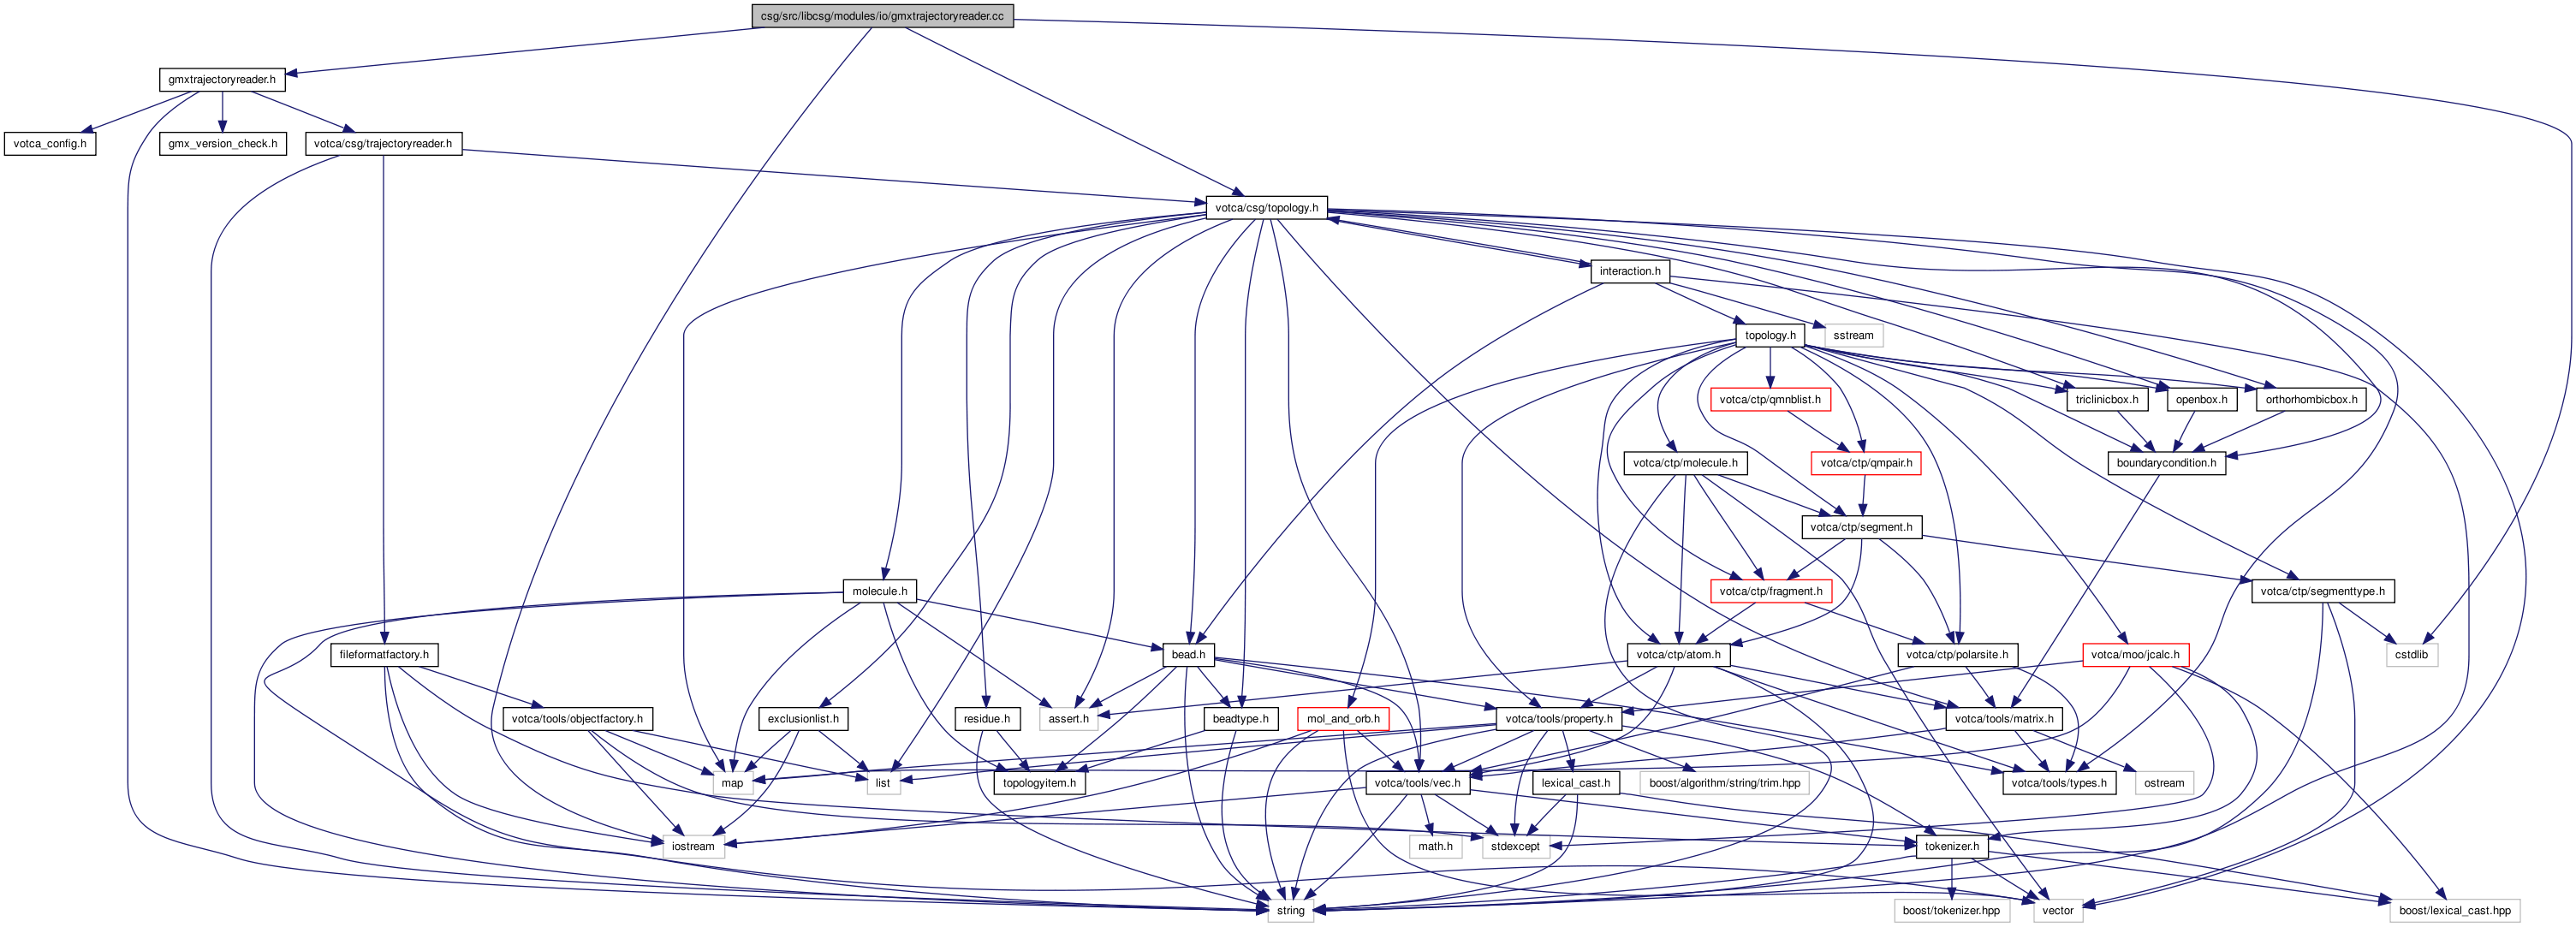 csg/src/libcsg/modules/io/gmxtrajectoryreader.cc
gmxtrajectoryreader.h
votca_config.h
gmx_version_check.h
votca/csg/trajectoryreader.h
votca/csg/topology.h
interaction.h
topology.h
sstream
votca/ctp/qmnblist.h
triclinicbox.h
openbox.h
orthorhombicbox.h
votca/ctp/molecule.h
votca/ctp/qmpair.h
boundarycondition.h
votca/ctp/segment.h
molecule.h
votca/ctp/fragment.h
votca/ctp/segmenttype.h
fileformatfactory.h
bead.h
votca/ctp/atom.h
votca/ctp/polarsite.h
votca/moo/jcalc.h
cstdlib
votca/tools/objectfactory.h
exclusionlist.h
residue.h
assert.h
beadtype.h
mol_and_orb.h
votca/tools/property.h
votca/tools/matrix.h
map
list
topologyitem.h
votca/tools/vec.h
lexical_cast.h
boost/algorithm/string/trim.hpp
votca/tools/types.h
ostream
iostream
math.h
stdexcept
tokenizer.h
string
boost/tokenizer.hpp
vector
boost/lexical_cast.hpp